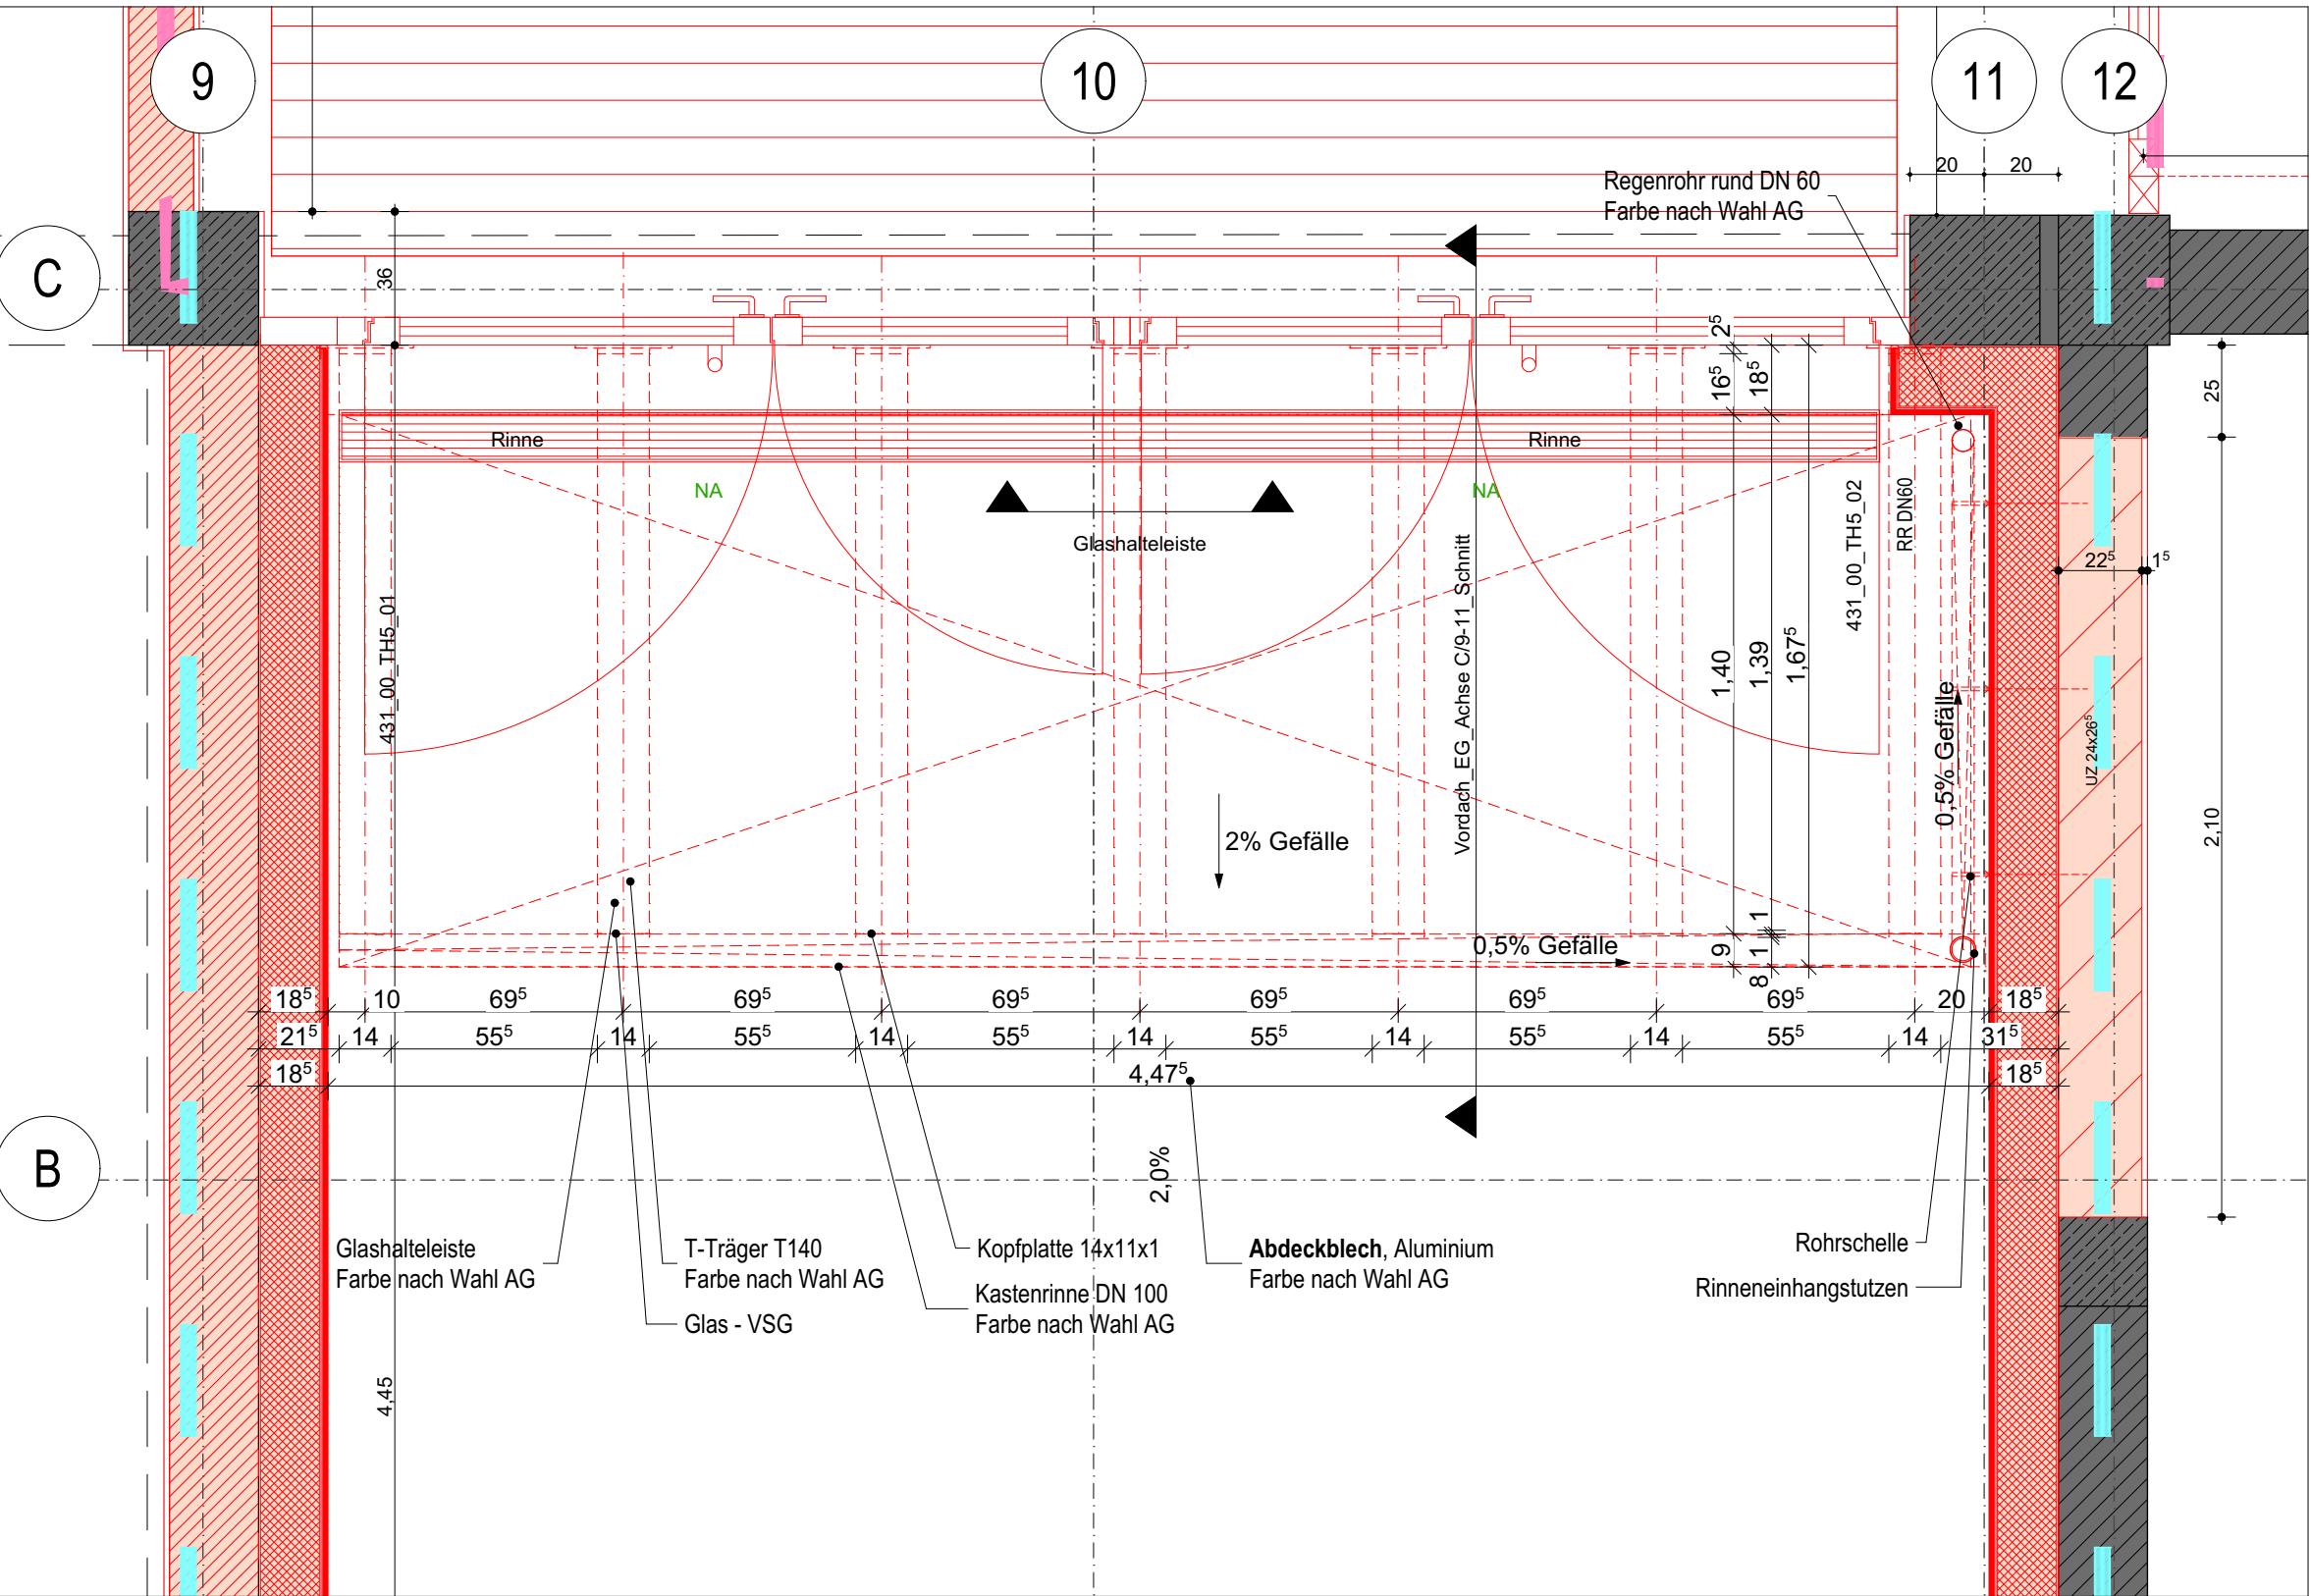 9
10
11
12
20
20
Regenrohr rund DN 60
Farbe nach Wahl AG
C
36
2⁵
16⁵
18⁵
25
Rinne
Rinne
NA
NA
Glashalteleiste
431_00_TH5_01
Vordach_EG_Achse C/9-11_Schnitt
431_00_TH5_02
RR DN60
22⁵
1⁵
1,40
1,39
1,67⁵
0,5% Gefälle
UZ 24x26⁵
2,10
2% Gefälle
0,5% Gefälle
9
1
1
8
18⁵
10
69⁵
69⁵
69⁵
69⁵
69⁵
69⁵
20
18⁵
21⁵
14
55⁵
14
55⁵
14
55⁵
14
55⁵
14
55⁵
14
55⁵
14
31⁵
18⁵
4,47⁵
18⁵
B
2,0%
Glashalteleiste
Farbe nach Wahl AG
T-Träger T140
Farbe nach Wahl AG
Glas - VSG
Kopfplatte 14x11x1
Kastenrinne DN 100
Farbe nach Wahl AG
Abdeckblech, Aluminium
Farbe nach Wahl AG
Rohrschelle
Rinneneinhangstutzen
4,45